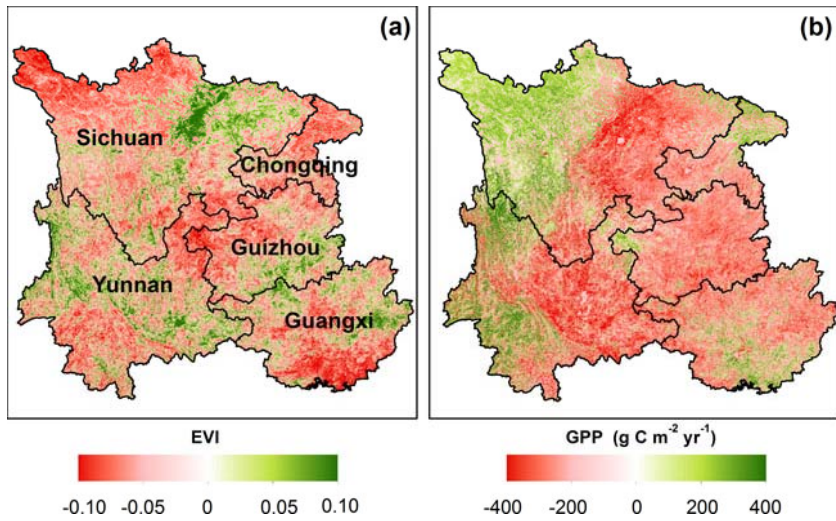 (a)
(b)
Sichuan
Chongqing
Guizhou
Yunnan
Guangxi
EVI
-0.10 -0.05 0 0.05 0.10
GPP (g C m⁻² yr⁻¹)
-400 -200 0 200 400